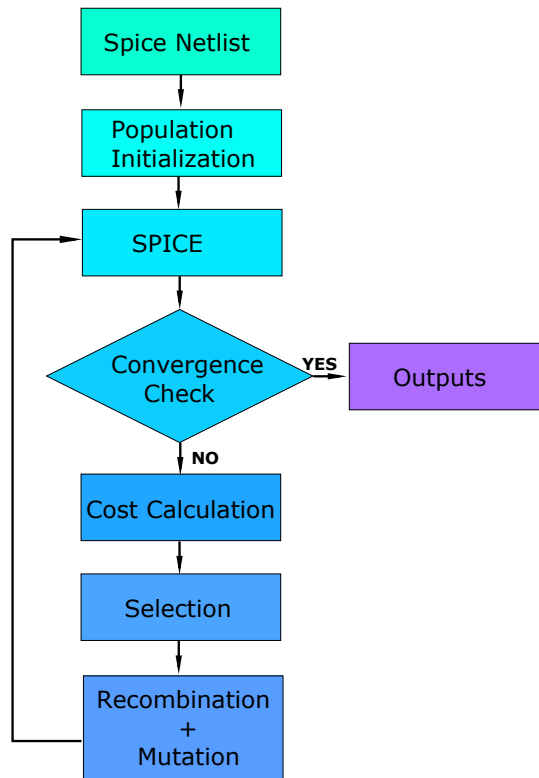 Spice Netlist
Population
Initialization
SPICE
Convergence
Check
YES
Outputs
NO
Cost Calculation
Selection
Recombination
+
Mutation